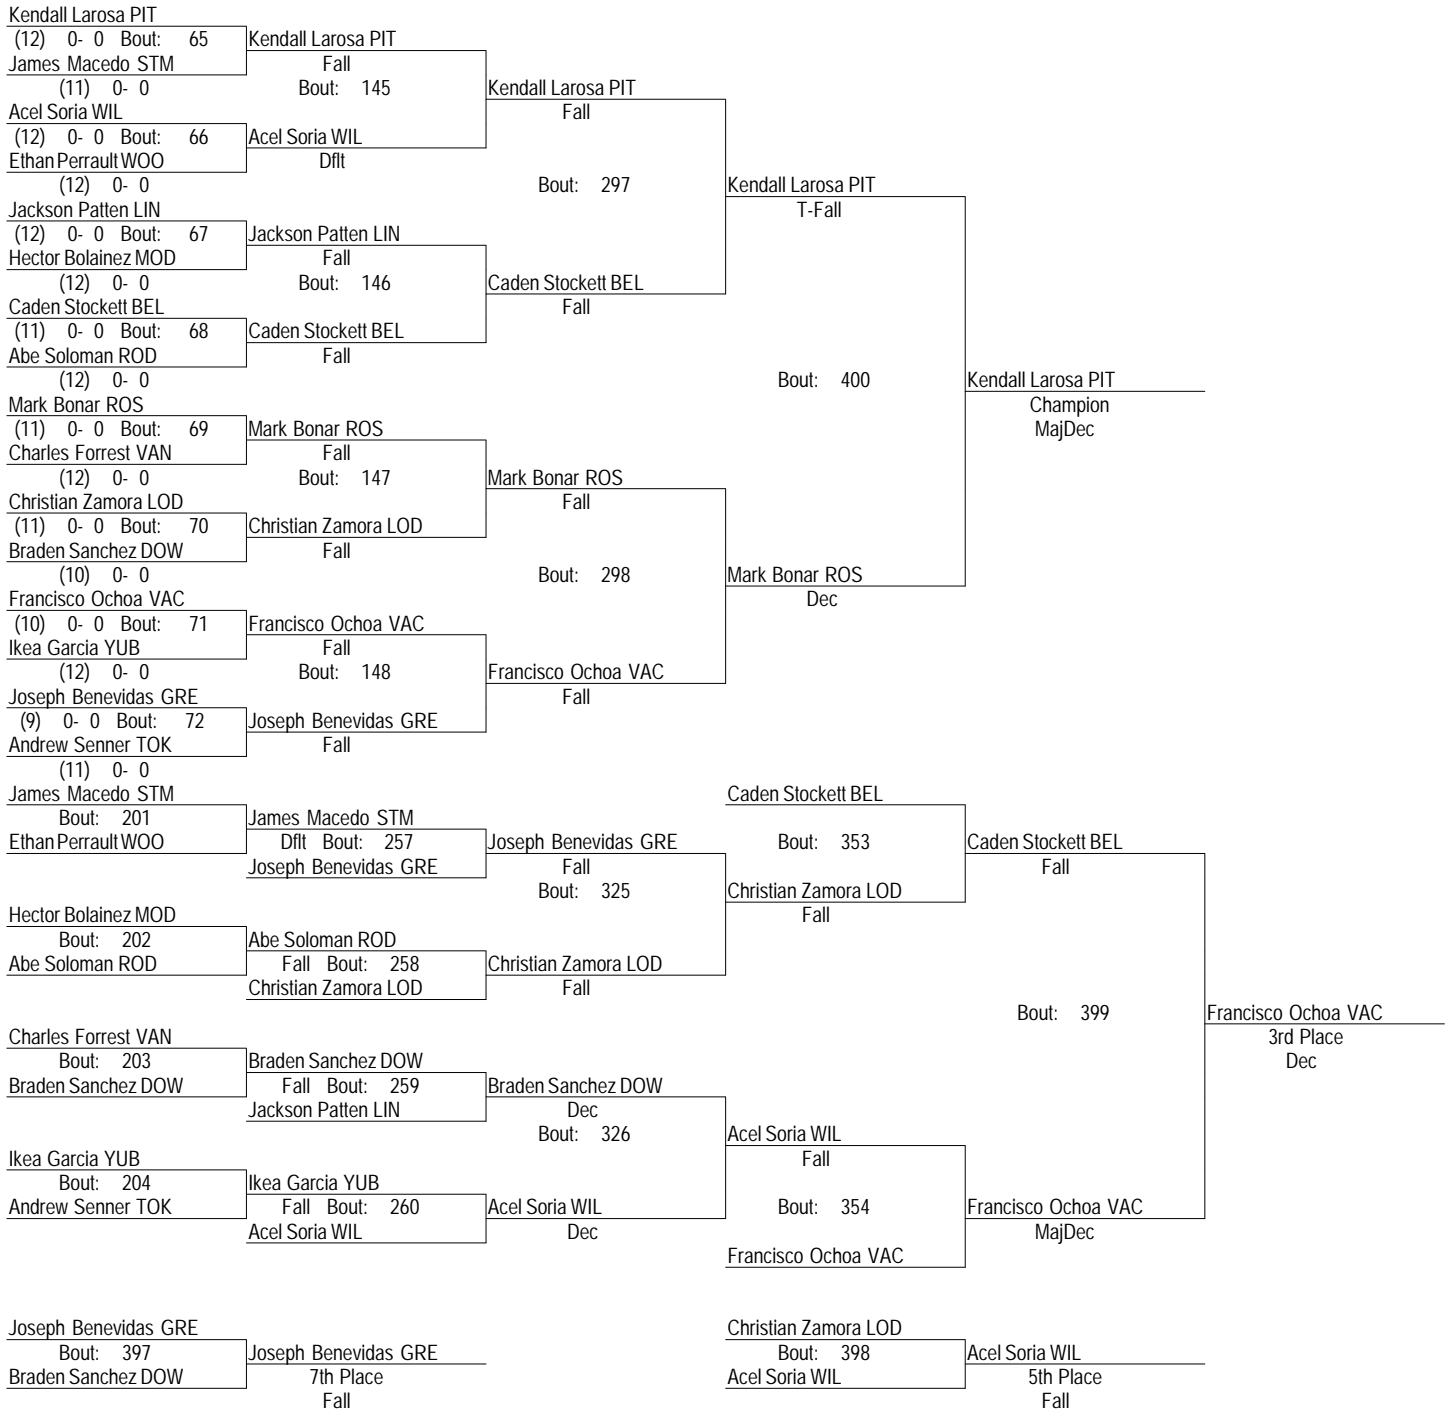 Kendall Larosa PIT
(12) 0- 0 Bout: 65 Kendall Larosa PIT
James Macedo STM Fall
(11) 0- 0 Bout: 145 Kendall Larosa PIT
Acel Soria WIL Fall
(12) 0- 0 Bout: 66 Acel Soria WIL
Ethan Perrault WOO Dflt
(12) 0- 0 Bout: 297 Kendall Larosa PIT
Jackson Patten LIN T-Fall
(12) 0- 0 Bout: 67 Jackson Patten LIN
Hector Bolainez MOD Fall
(12) 0- 0 Bout: 146 Caden Stockett BEL
Caden Stockett BEL Fall
(11) 0- 0 Bout: 68 Caden Stockett BEL
Abe Soloman ROD Fall
(12) 0- 0 Bout: 400 Kendall Larosa PIT
Mark Bonar ROS Champion
(11) 0- 0 Bout: 69 Mark Bonar ROS MajDec
Charles Forrest VAN Fall
(12) 0- 0 Bout: 147 Mark Bonar ROS
Christian Zamora LOD Fall
(11) 0- 0 Bout: 70 Christian Zamora LOD
Braden Sanchez DOW Fall
(10) 0- 0 Bout: 298 Mark Bonar ROS
Francisco Ochoa VAC Dec
(10) 0- 0 Bout: 71 Francisco Ochoa VAC
Ikea Garcia YUB Fall
(12) 0- 0 Bout: 148 Francisco Ochoa VAC
Joseph Benevidas GRE Fall
(9) 0- 0 Bout: 72 Joseph Benevidas GRE
Andrew Senner TOK Fall
(11) 0- 0
James Macedo STM Caden Stockett BEL
Bout: 201 James Macedo STM
Ethan Perrault WOO Dflt Bout: 257 Joseph Benevidas GRE Bout: 353 Caden Stockett BEL
Joseph Benevidas GRE Fall Fall
Bout: 325 Christian Zamora LOD
Hector Bolainez MOD Fall
Bout: 202 Abe Soloman ROD
Abe Soloman ROD Fall Bout: 258 Christian Zamora LOD
Christian Zamora LOD Fall
Bout: 399 Francisco Ochoa VAC
Charles Forrest VAN 3rd Place
Bout: 203 Braden Sanchez DOW Dec
Braden Sanchez DOW Fall Bout: 259 Braden Sanchez DOW
Jackson Patten LIN Dec
Bout: 326 Acel Soria WIL
Ikea Garcia YUB Fall
Bout: 204 Ikea Garcia YUB
Andrew Senner TOK Fall Bout: 260 Acel Soria WIL Bout: 354 Francisco Ochoa VAC
Acel Soria WIL Dec MajDec
Francisco Ochoa VAC
Joseph Benevidas GRE Christian Zamora LOD
Bout: 397 Joseph Benevidas GRE Bout: 398 Acel Soria WIL
Braden Sanchez DOW 7th Place Acel Soria WIL 5th Place
Fall Fall